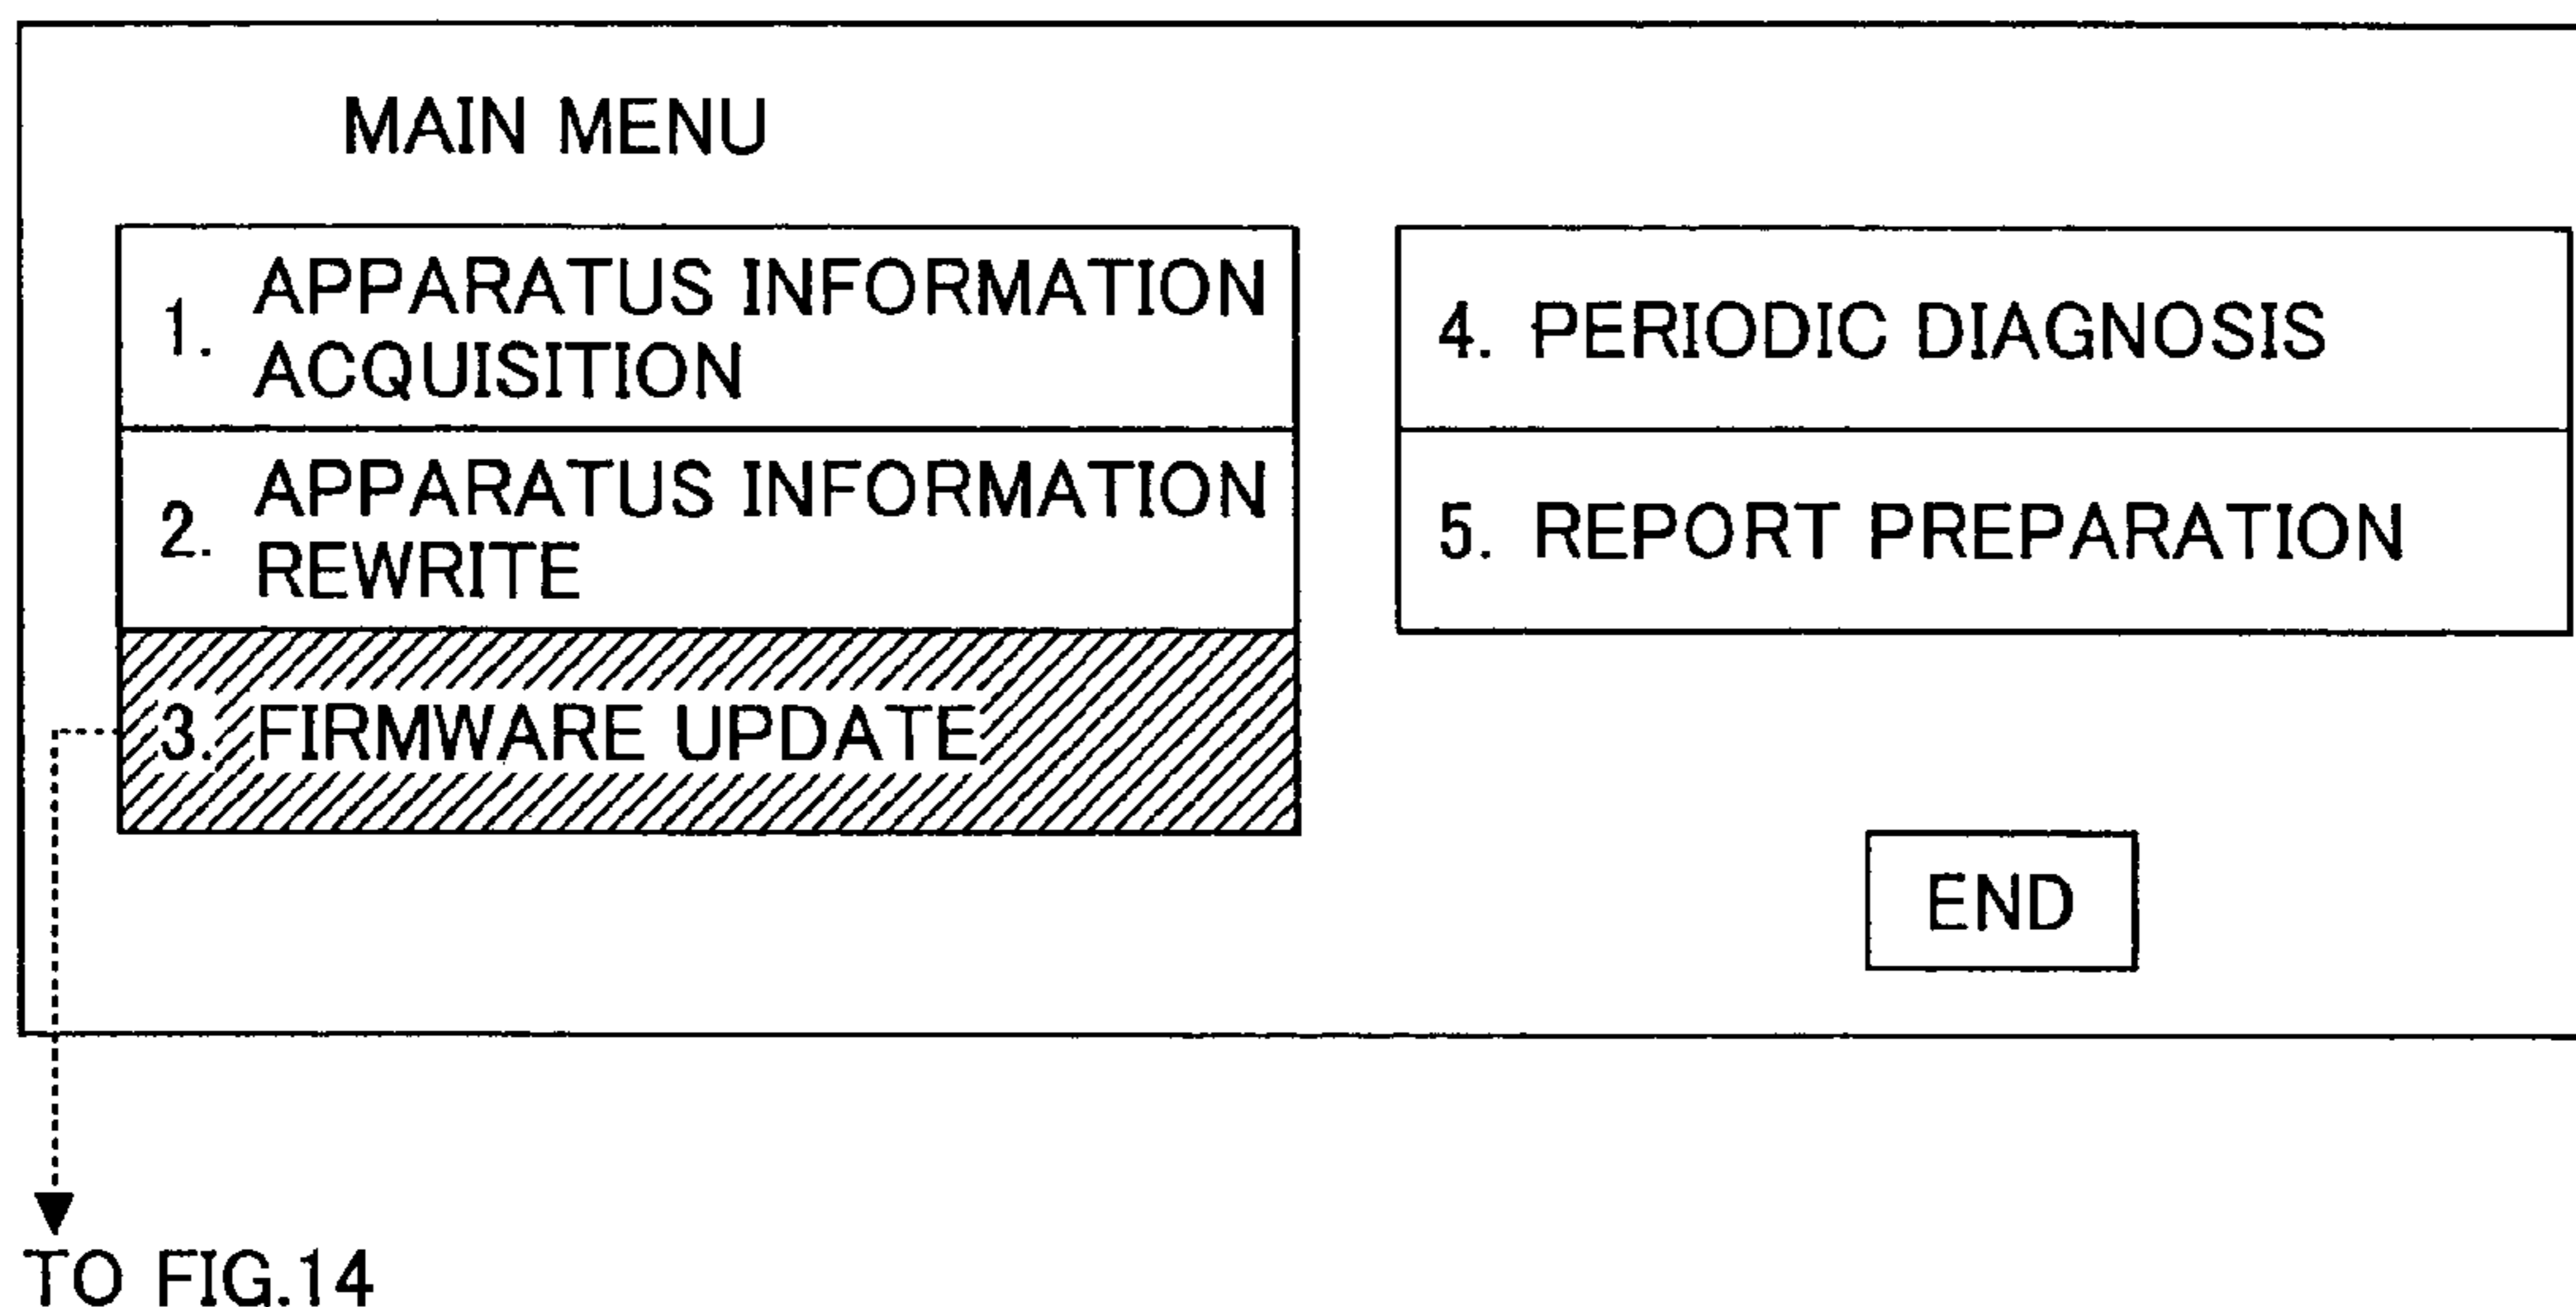 MAIN MENU
1. APPARATUS INFORMATION
ACQUISITION
2. APPARATUS INFORMATION
REWRITE
3. FIRMWARE UPDATE
4. PERIODIC DIAGNOSIS
5. REPORT PREPARATION
END
TO FIG.14